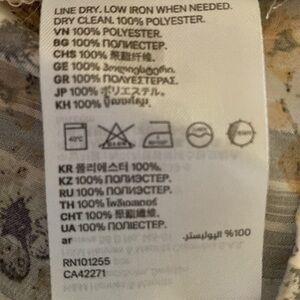 LINE DRY. LOW IRON WHEN NEEDED.
DRY CLEAN. 100% POLYESTER.
VN 100% POLYESTER.
BG 100% ПОЛИЕСТЕР.
CHS 100% 聚酯纤维.
GE 100% პოლიესტერი.
GR 100% ΠΟΛΥΕΣΤΕΡΑΣ.
JP 100% ポリエステル.
KH 100%
40°C
KR 폴리에스터 100%.
KZ 100% ПОЛИЭСТЕР.
RU 100% ПОЛИЭСТЕР.
TH 100% โพลีเอสเตอร์
CHT 100% 聚酯纖維.
UA 100% ПОЛІЕСТЕР.
ar
100% البوليستر.
RN101255
CA42271